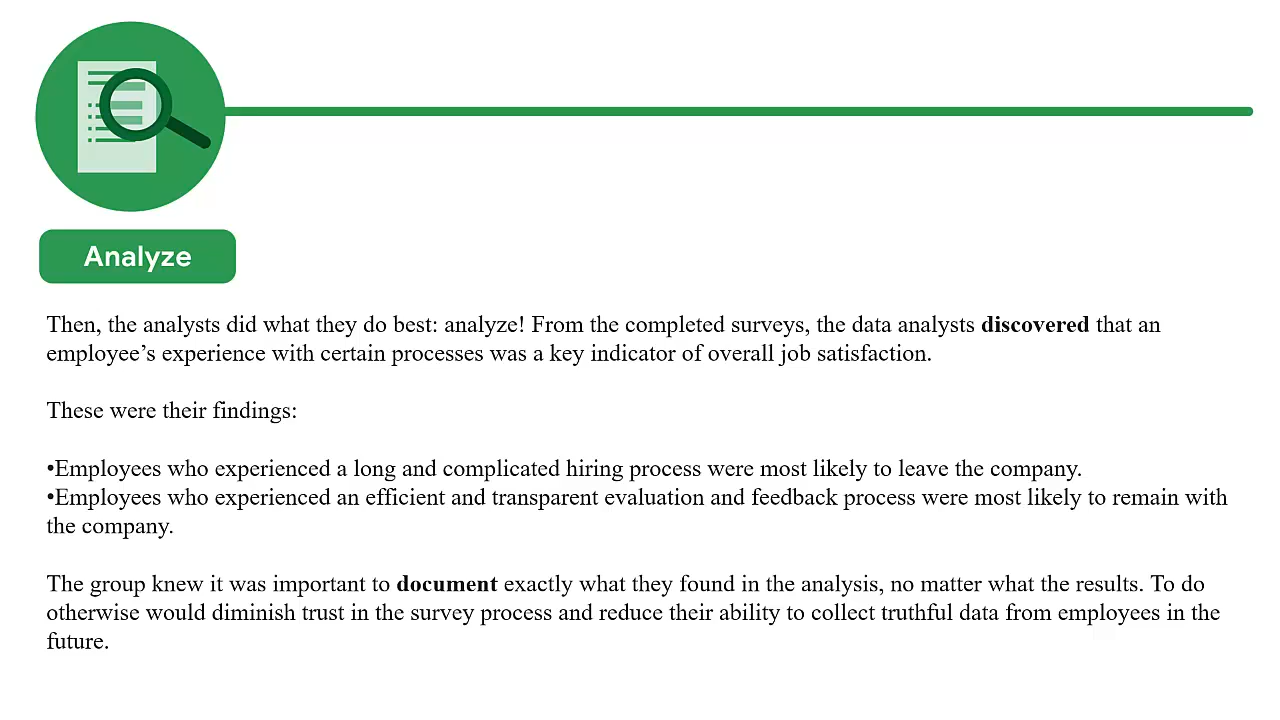 Analyze
Then, the analysts did what they do best: analyze! From the completed surveys, the data analysts discovered that an
employee’s experience with certain processes was a key indicator of overall job satisfaction.
These were their findings:
•Employees who experienced a long and complicated hiring process were most likely to leave the company.
•Employees who experienced an efficient and transparent evaluation and feedback process were most likely to remain with
the company.
The group knew it was important to document exactly what they found in the analysis, no matter what the results. To do
otherwise would diminish trust in the survey process and reduce their ability to collect truthful data from employees in the
future.